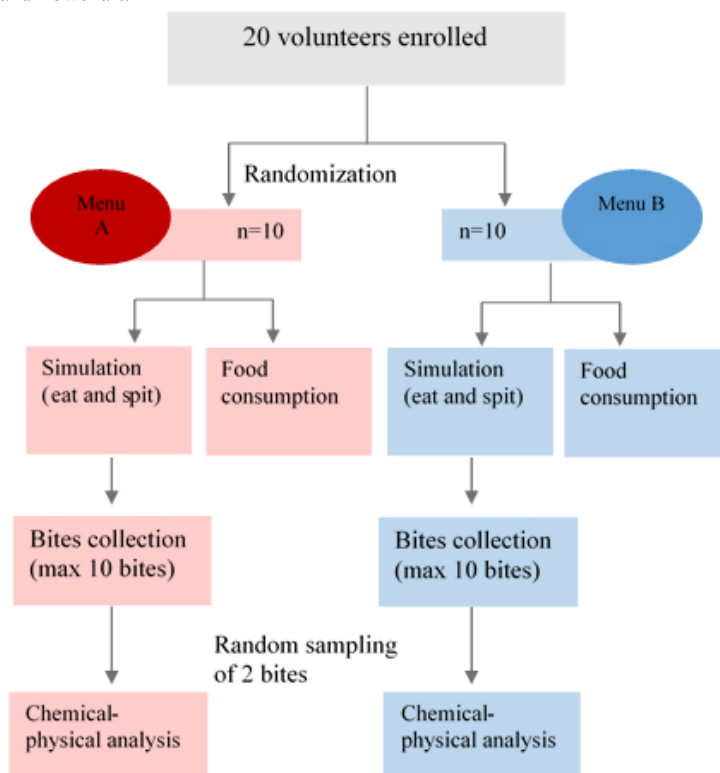 20 volunteers enrolled
Randomization
Menu
A
n=10
n=10
Menu B
Simulation
(eat and spit)
Food
consumption
Simulation
(eat and spit)
Food
consumption
Bites collection
(max 10 bites)
Bites collection
(max 10 bites)
Random sampling
of 2 bites
Chemical-
physical analysis
Chemical-
physical analysis